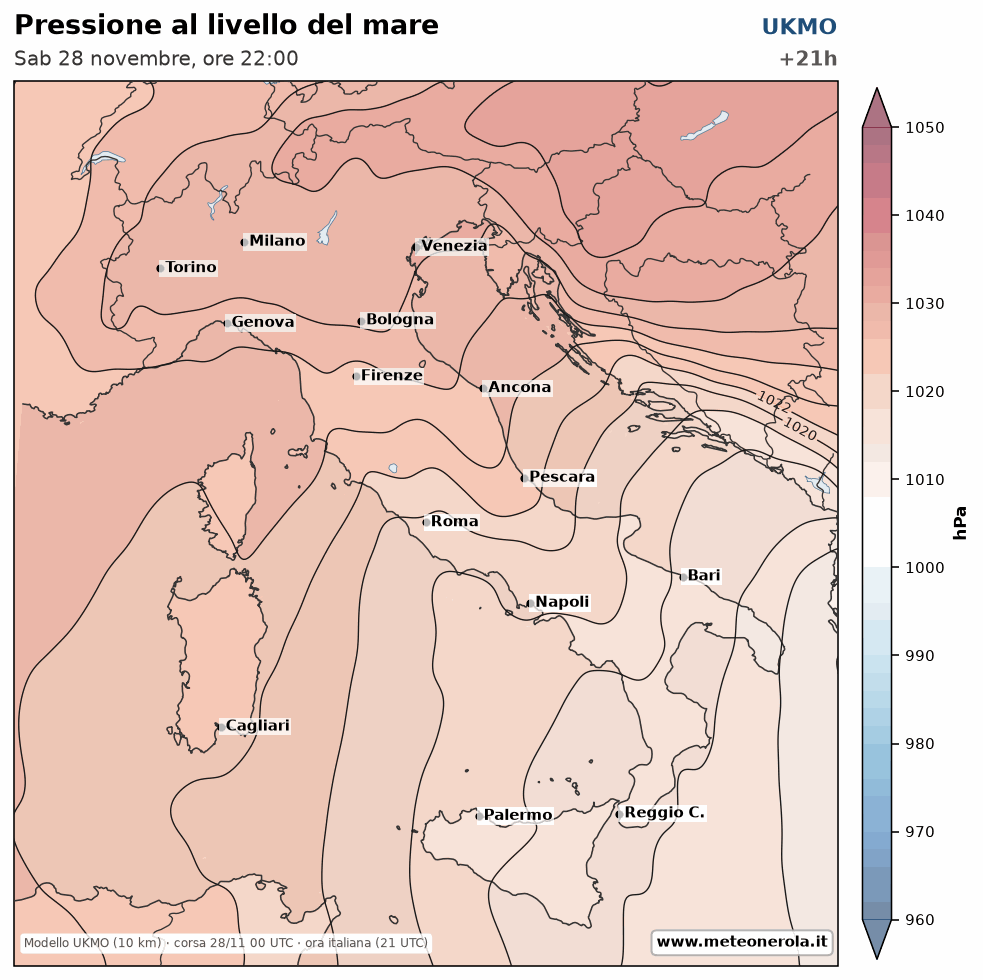 Pressione al livello del mare
UKMO
Sab 28 novembre, ore 22:00
+21h
1050
1040
1030
1020
1010
1000
990
980
970
960
hPa
Milano
Venezia
Torino
Genova
Bologna
Firenze
Ancona
1022
1020
Pescara
Roma
Bari
Napoli
Cagliari
Palermo
Reggio C.
Modello UKMO (10 km) · corsa 28/11 00 UTC · ora italiana (21 UTC)
www.meteonerola.it